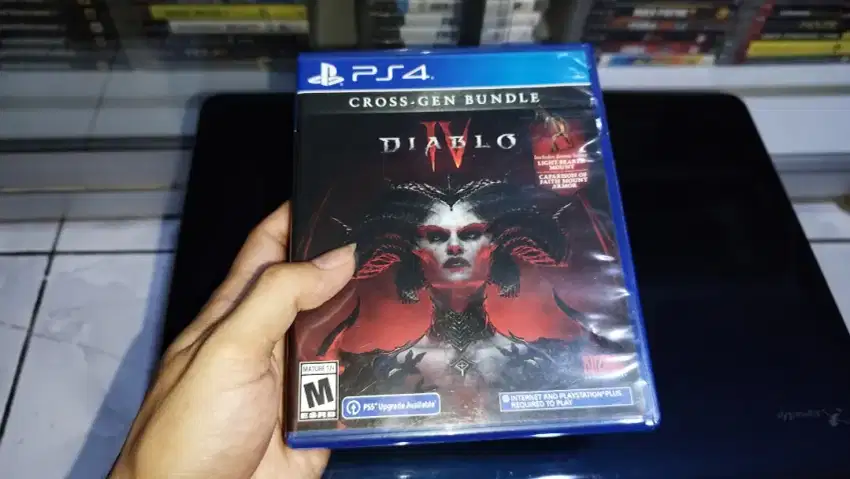 PS4
CROSS-GEN BUNDLE
DIABLO
IV
LIGHT-BEARER
MOUNT
CAPARISON OF
FAITH MOUNT
ARMOR
MATURE 17+
M
ESRB
PS5 Upgrade Available
INTERNET AND PLAYSTATION®PLUS
REQUIRED TO PLAY